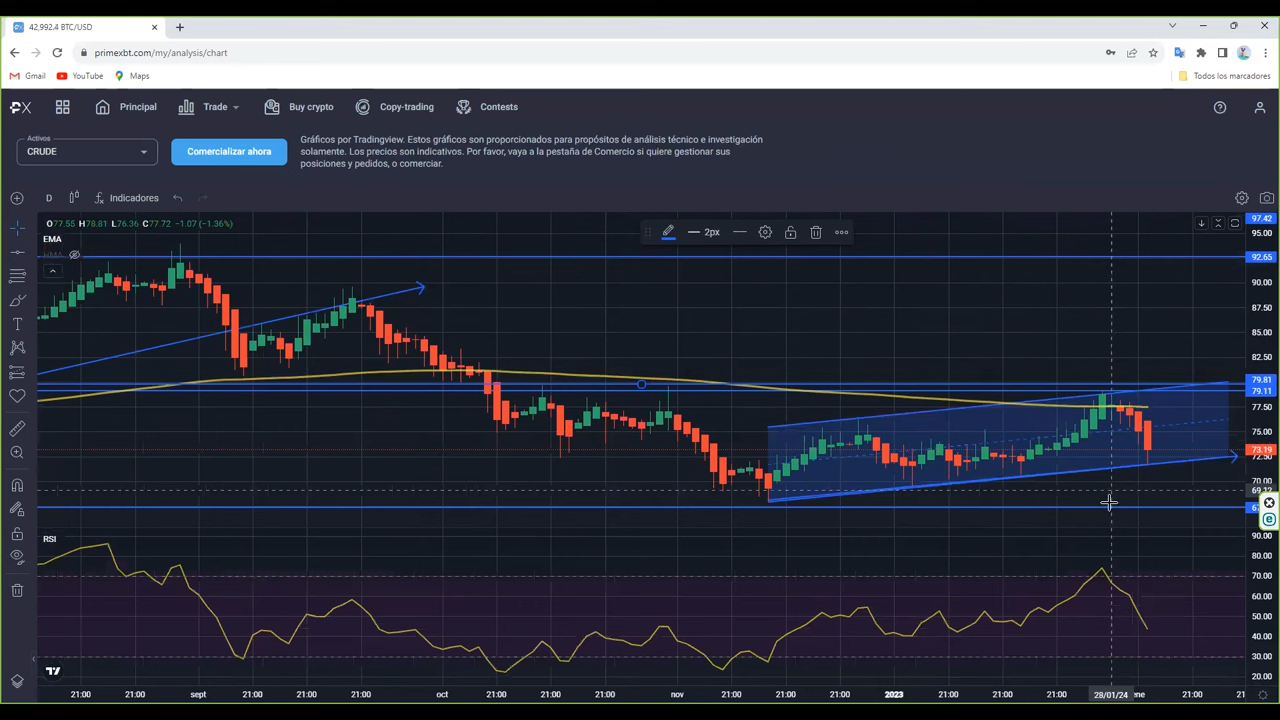 42,992.4 BTC/USD
primexbt.com/my/analysis/chart
Gmail YouTube Maps Todos los marcadores
PX Principal Trade Buy crypto Copy-trading Contests
Activos
CRUDE
Comercializar ahora
Gráficos por Tradingview. Estos gráficos son proporcionados para propósitos de análisis técnico e investigación
solamente. Los precios son indicativos. Por favor, vaya a la pestaña de Comercio si quiere gestionar sus
posiciones y pedidos, o comerciar.
D Indicadores
O77.55 H78.81 L76.36 C77.72 -1.07 (-1.36%)
2px
EMA
97.42
95.00
92.65
90.00
87.50
85.00
82.50
79.81
79.11
77.50
75.00
73.19
72.50
70.00
RSI
90.00
80.00
70.00
60.00
50.00
40.00
30.00
20.00
21:00 21:00 sept 21:00 21:00 21:00 oct 21:00 21:00 21:00 nov 21:00 21:00 21:00 2023 21:00 21:00 21:00 28/01/24 ene 21:00